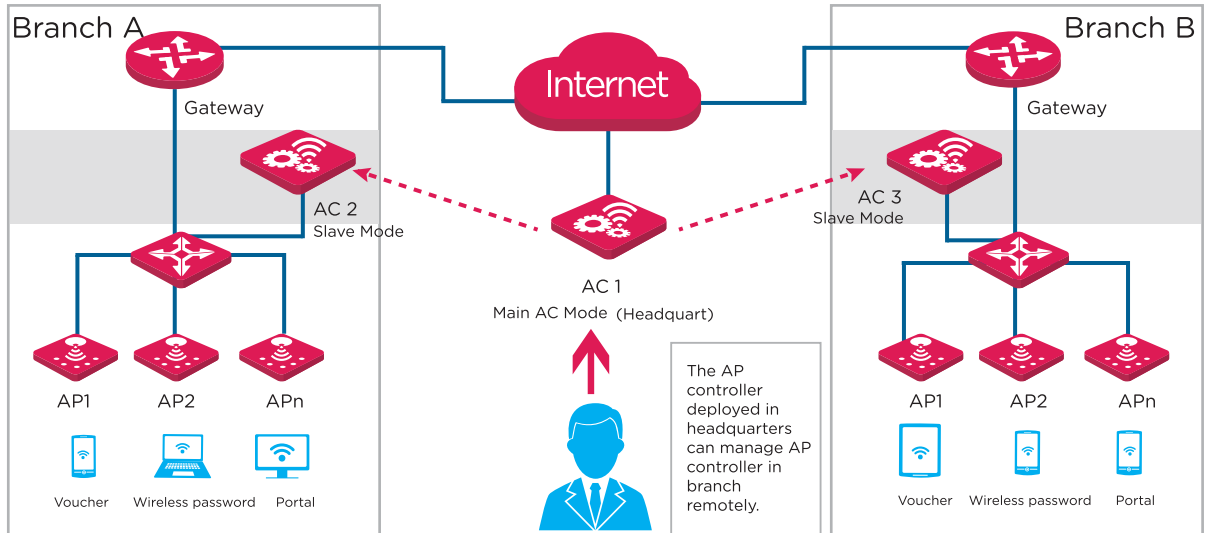 Branch A
Gateway
AC 2
Slave Mode
AP1
AP2
APn
Voucher
Wireless password
Portal
Internet
AC 1
Main AC Mode (Headquart)
The AP
controller
deployed in
headquarters
can manage AP
controller in
branch
remotely.
Branch B
Gateway
AC 3
Slave Mode
AP1
AP2
APn
Voucher
Wireless password
Portal